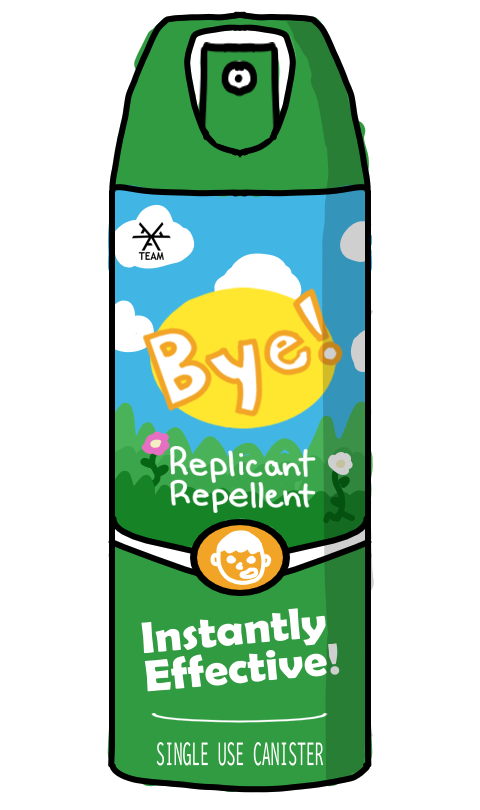 TEAM
Bye!
Replicant
Repellent
Instantly
Effective!
SINGLE USE CANISTER